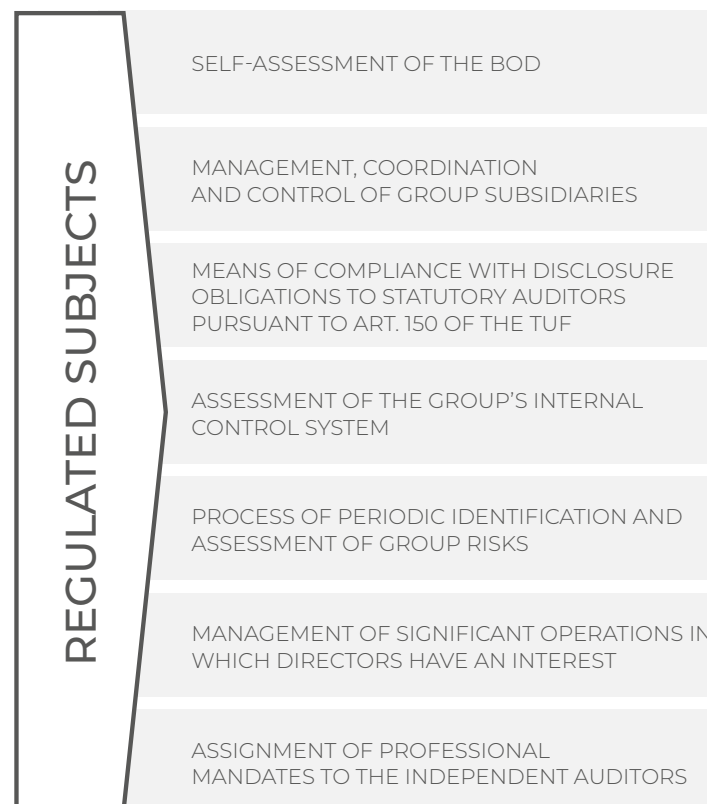 REGULATED SUBJECTS
SELF-ASSESSMENT OF THE BOD
MANAGEMENT, COORDINATION
AND CONTROL OF GROUP SUBSIDIARIES
MEANS OF COMPLIANCE WITH DISCLOSURE
OBLIGATIONS TO STATUTORY AUDITORS
PURSUANT TO ART. 150 OF THE TUF
ASSESSMENT OF THE GROUP’S INTERNAL
CONTROL SYSTEM
PROCESS OF PERIODIC IDENTIFICATION AND
ASSESSMENT OF GROUP RISKS
MANAGEMENT OF SIGNIFICANT OPERATIONS IN
WHICH DIRECTORS HAVE AN INTEREST
ASSIGNMENT OF PROFESSIONAL
MANDATES TO THE INDEPENDENT AUDITORS